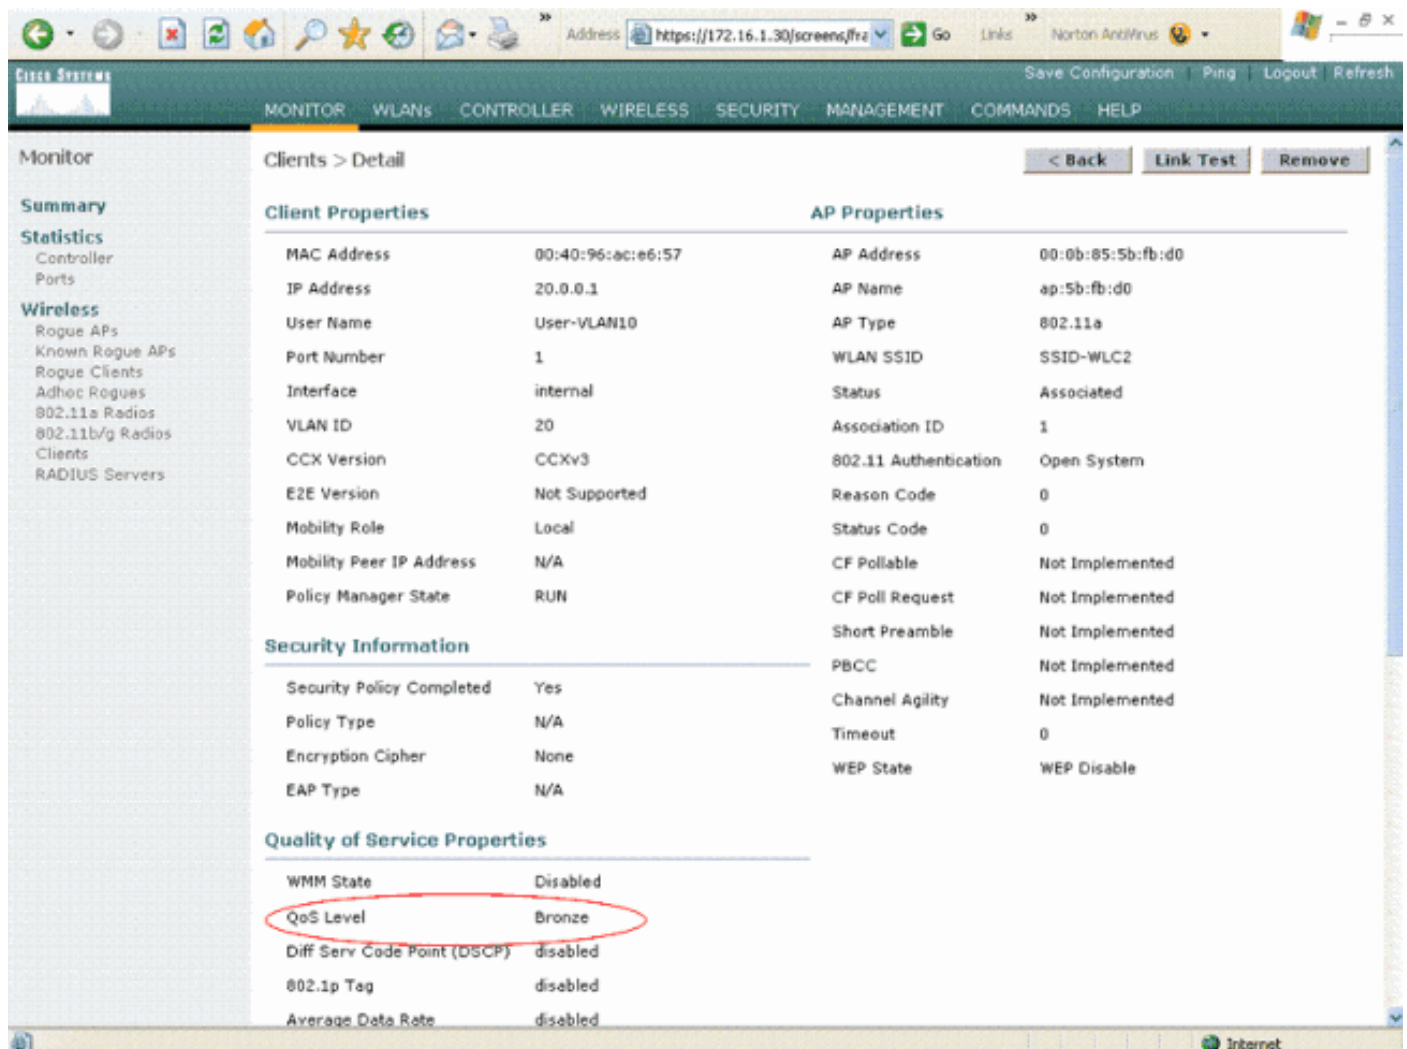 Address https://172.16.1.30/screens/fra Go Links Norton AntiVirus
CISCO SYSTEMS
Save Configuration Ping Logout Refresh
MONITOR WLANs CONTROLLER WIRELESS SECURITY MANAGEMENT COMMANDS HELP
Monitor
Summary
Statistics
Controller
Ports
Wireless
Rogue APs
Known Rogue APs
Rogue Clients
Adhoc Rogues
802.11a Radios
802.11b/g Radios
Clients
RADIUS Servers
Clients > Detail
< Back Link Test Remove
Client Properties
MAC Address 00:40:96:ac:e6:57
IP Address 20.0.0.1
User Name User-VLAN10
Port Number 1
Interface internal
VLAN ID 20
CCX Version CCXv3
E2E Version Not Supported
Mobility Role Local
Mobility Peer IP Address N/A
Policy Manager State RUN
Security Information
Security Policy Completed Yes
Policy Type N/A
Encryption Cipher None
EAP Type N/A
Quality of Service Properties
WMM State Disabled
QoS Level Bronze
Diff Serv Code Point (DSCP) disabled
802.1p Tag disabled
Average Data Rate disabled
AP Properties
AP Address 00:0b:85:5b:fb:d0
AP Name ap:5b:fb:d0
AP Type 802.11a
WLAN SSID SSID-WLC2
Status Associated
Association ID 1
802.11 Authentication Open System
Reason Code 0
Status Code 0
CF Pollable Not Implemented
CF Poll Request Not Implemented
Short Preamble Not Implemented
PBCC Not Implemented
Channel Agility Not Implemented
Timeout 0
WEP State WEP Disable
Internet